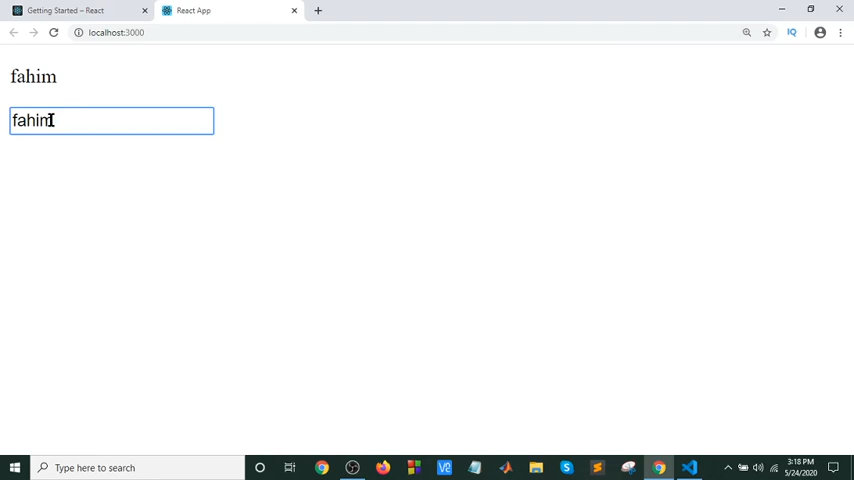 Getting Started – React
React App
localhost:3000
IQ
fahim
fahim
Type here to search
3:18 PM
5/24/2020